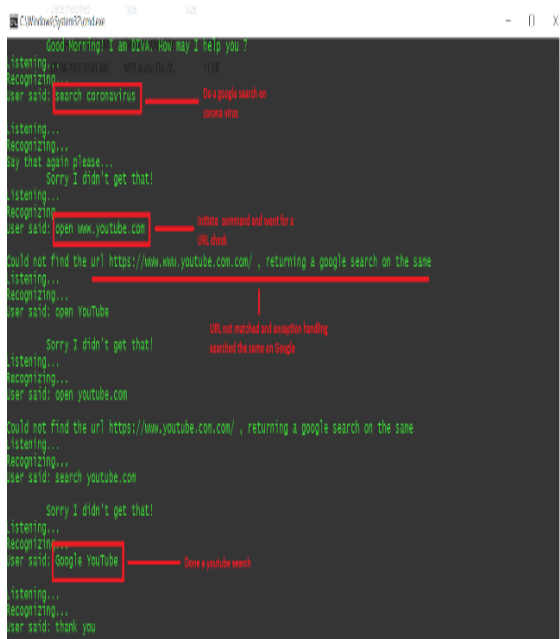 Date modified Type Size
C:\Windows\System32\cmd.exe
Good Morning! I am DIVA. How may I help you ?
Listening...
Recognizing...
User said: search coronavirus
Do a google search on
corona virus
Listening...
Recognizing...
Say that again please...
Sorry I didn't get that!
Listening...
Recognizing...
User said: open www.youtube.com
Initiate command and went for a
URL check
Could not find the url https://www.www.youtube.com.com/ , returning a google search on the same
Listening...
Recognizing...
User said: open YouTube
URL not matched and exception handling
searched the same on Google
Sorry I didn't get that!
Listening...
Recognizing...
User said: open youtube.com
Could not find the url https://www.youtube.com.com/ , returning a google search on the same
Listening...
Recognizing...
User said: search youtube.com
Sorry I didn't get that!
Listening...
Recognizing...
User said: Google YouTube
Done a youtube search
Listening...
Recognizing...
User said: thank you